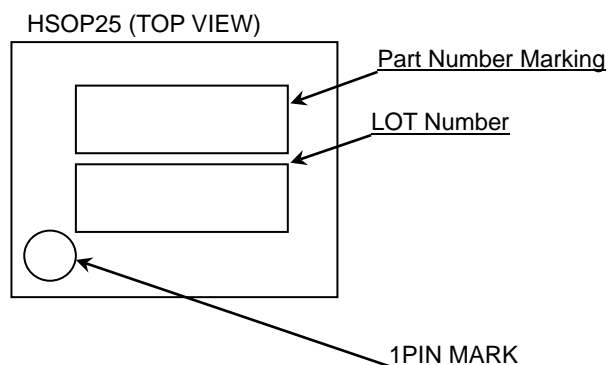 HSOP25 (TOP VIEW)
Part Number Marking
LOT Number
1PIN MARK